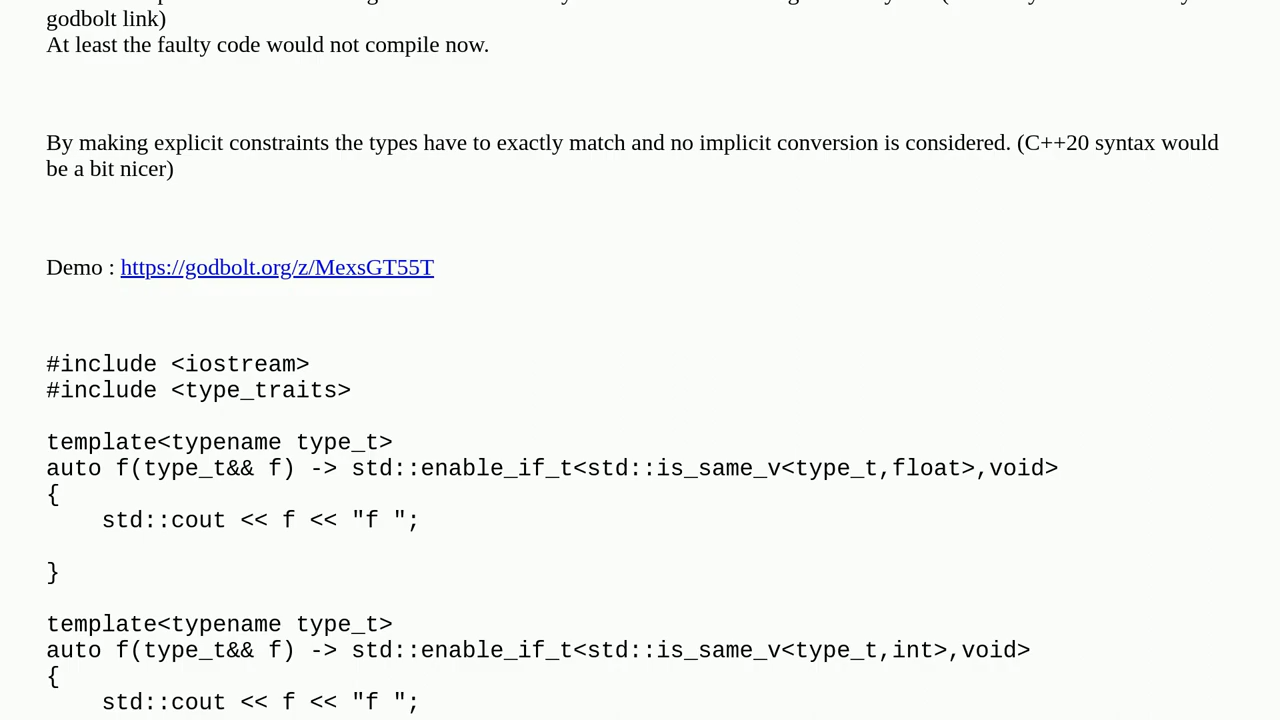 godbolt link)
At least the faulty code would not compile now.
By making explicit constraints the types have to exactly match and no implicit conversion is considered. (C++20 syntax would
be a bit nicer)
Demo : https://godbolt.org/z/MexsGT55T
#include <iostream>
#include <type_traits>
template<typename type_t>
auto f(type_t&& f) -> std::enable_if_t<std::is_same_v<type_t,float>,void>
{
    std::cout << f << "f ";
}
template<typename type_t>
auto f(type_t&& f) -> std::enable_if_t<std::is_same_v<type_t,int>,void>
{
    std::cout << f << "f ";